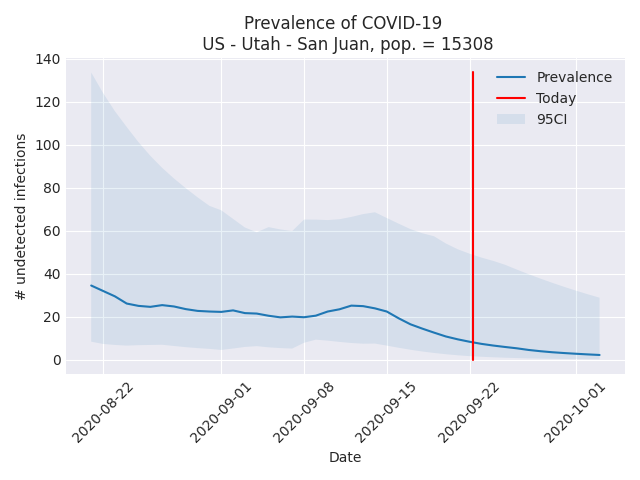 Prevalence of COVID-19
US - Utah - San Juan, pop. = 15308
140
120
100
80
60
40
20
0
# undetected infections
Prevalence
Today
95CI
2020-08-22
2020-09-01
2020-09-08
2020-09-15
2020-09-22
2020-10-01
Date